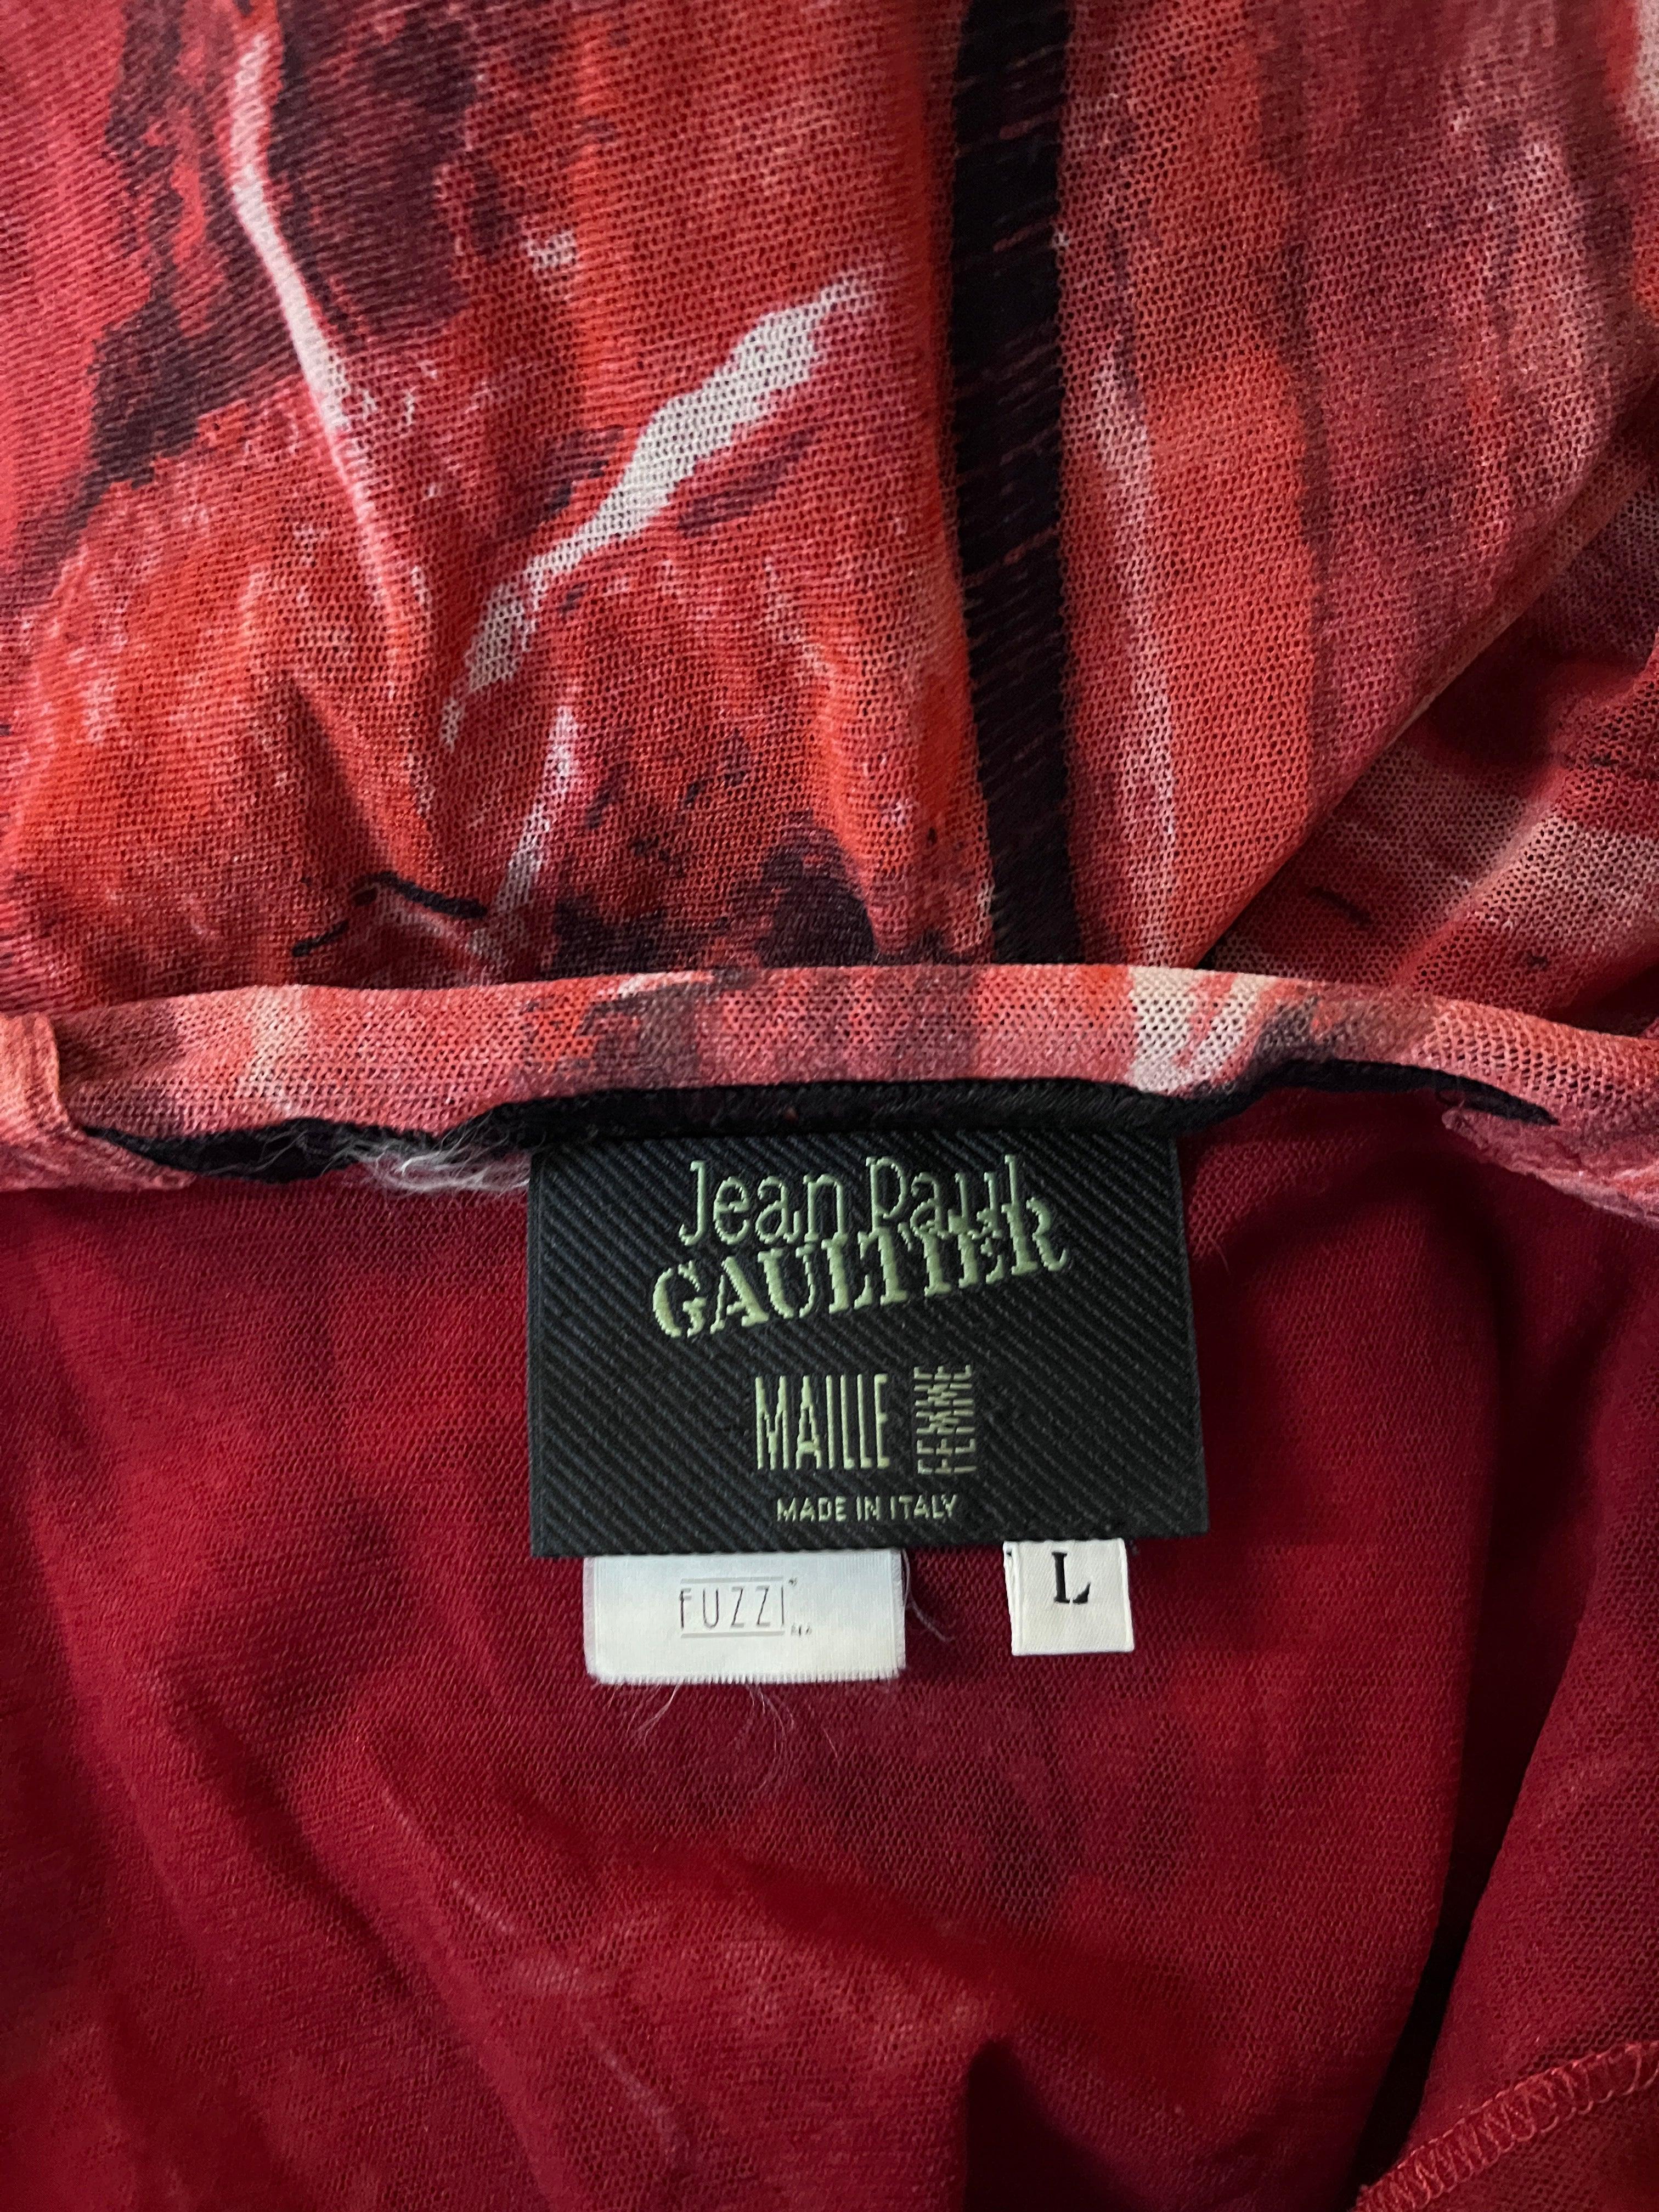 Jean Paul
GAULTIER
MAILLE FEMME
MADE IN ITALY
FUZZI
L